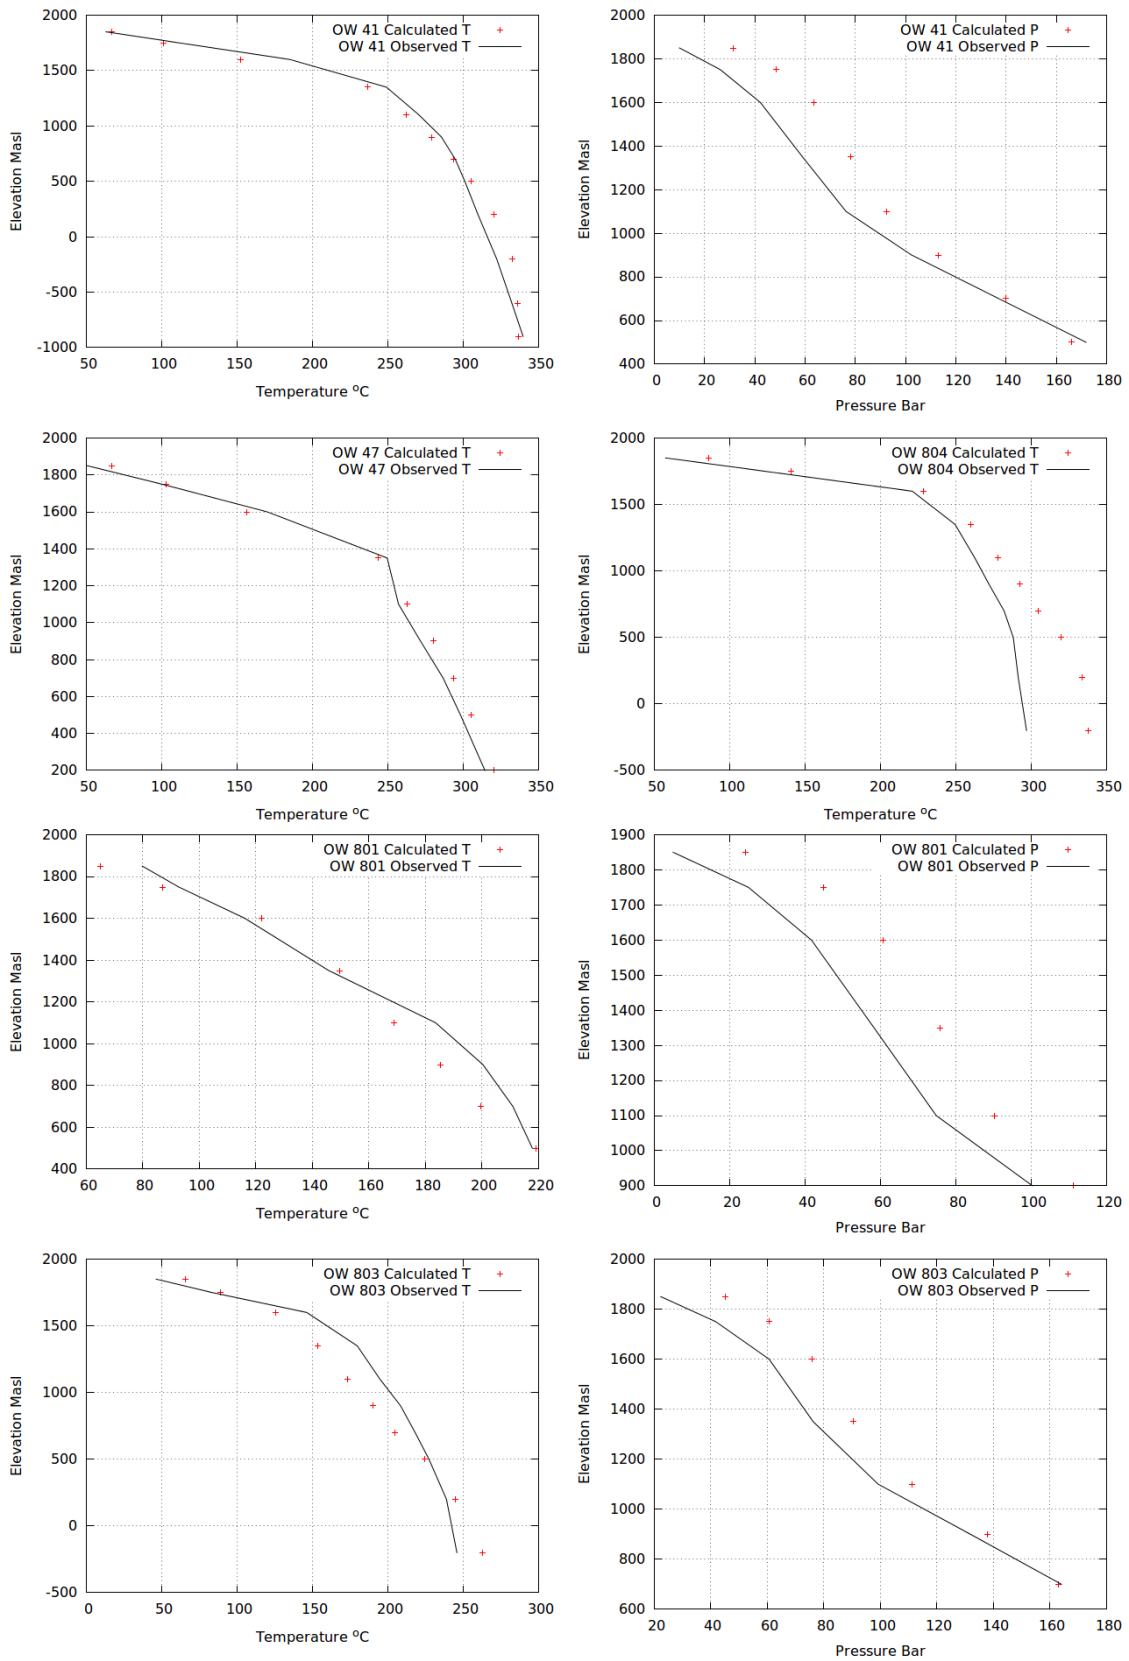 OW 41 Calculated T
OW 41 Observed T
2000
1500
1000
500
0
-500
-1000
Elevation Masl
50 100 150 200 250 300 350
Temperature °C
OW 41 Calculated P
OW 41 Observed P
2000
1800
1600
1400
1200
1000
800
600
400
Elevation Masl
0 20 40 60 80 100 120 140 160 180
Pressure Bar
OW 47 Calculated T
OW 47 Observed T
2000
1800
1600
1400
1200
1000
800
600
400
200
Elevation Masl
50 100 150 200 250 300 350
Temperature °C
OW 804 Calculated T
OW 804 Observed T
2000
1500
1000
500
0
-500
Elevation Masl
50 100 150 200 250 300 350
Temperature °C
OW 801 Calculated T
OW 801 Observed T
2000
1800
1600
1400
1200
1000
800
600
400
Elevation Masl
60 80 100 120 140 160 180 200 220
Temperature °C
OW 801 Calculated P
OW 801 Observed P
1900
1800
1700
1600
1500
1400
1300
1200
1100
1000
900
Elevation Masl
0 20 40 60 80 100 120
Pressure Bar
OW 803 Calculated T
OW 803 Observed T
2000
1500
1000
500
0
-500
Elevation Masl
0 50 100 150 200 250 300
Temperature °C
OW 803 Calculated P
OW 803 Observed P
2000
1800
1600
1400
1200
1000
800
600
Elevation Masl
20 40 60 80 100 120 140 160 180
Pressure Bar